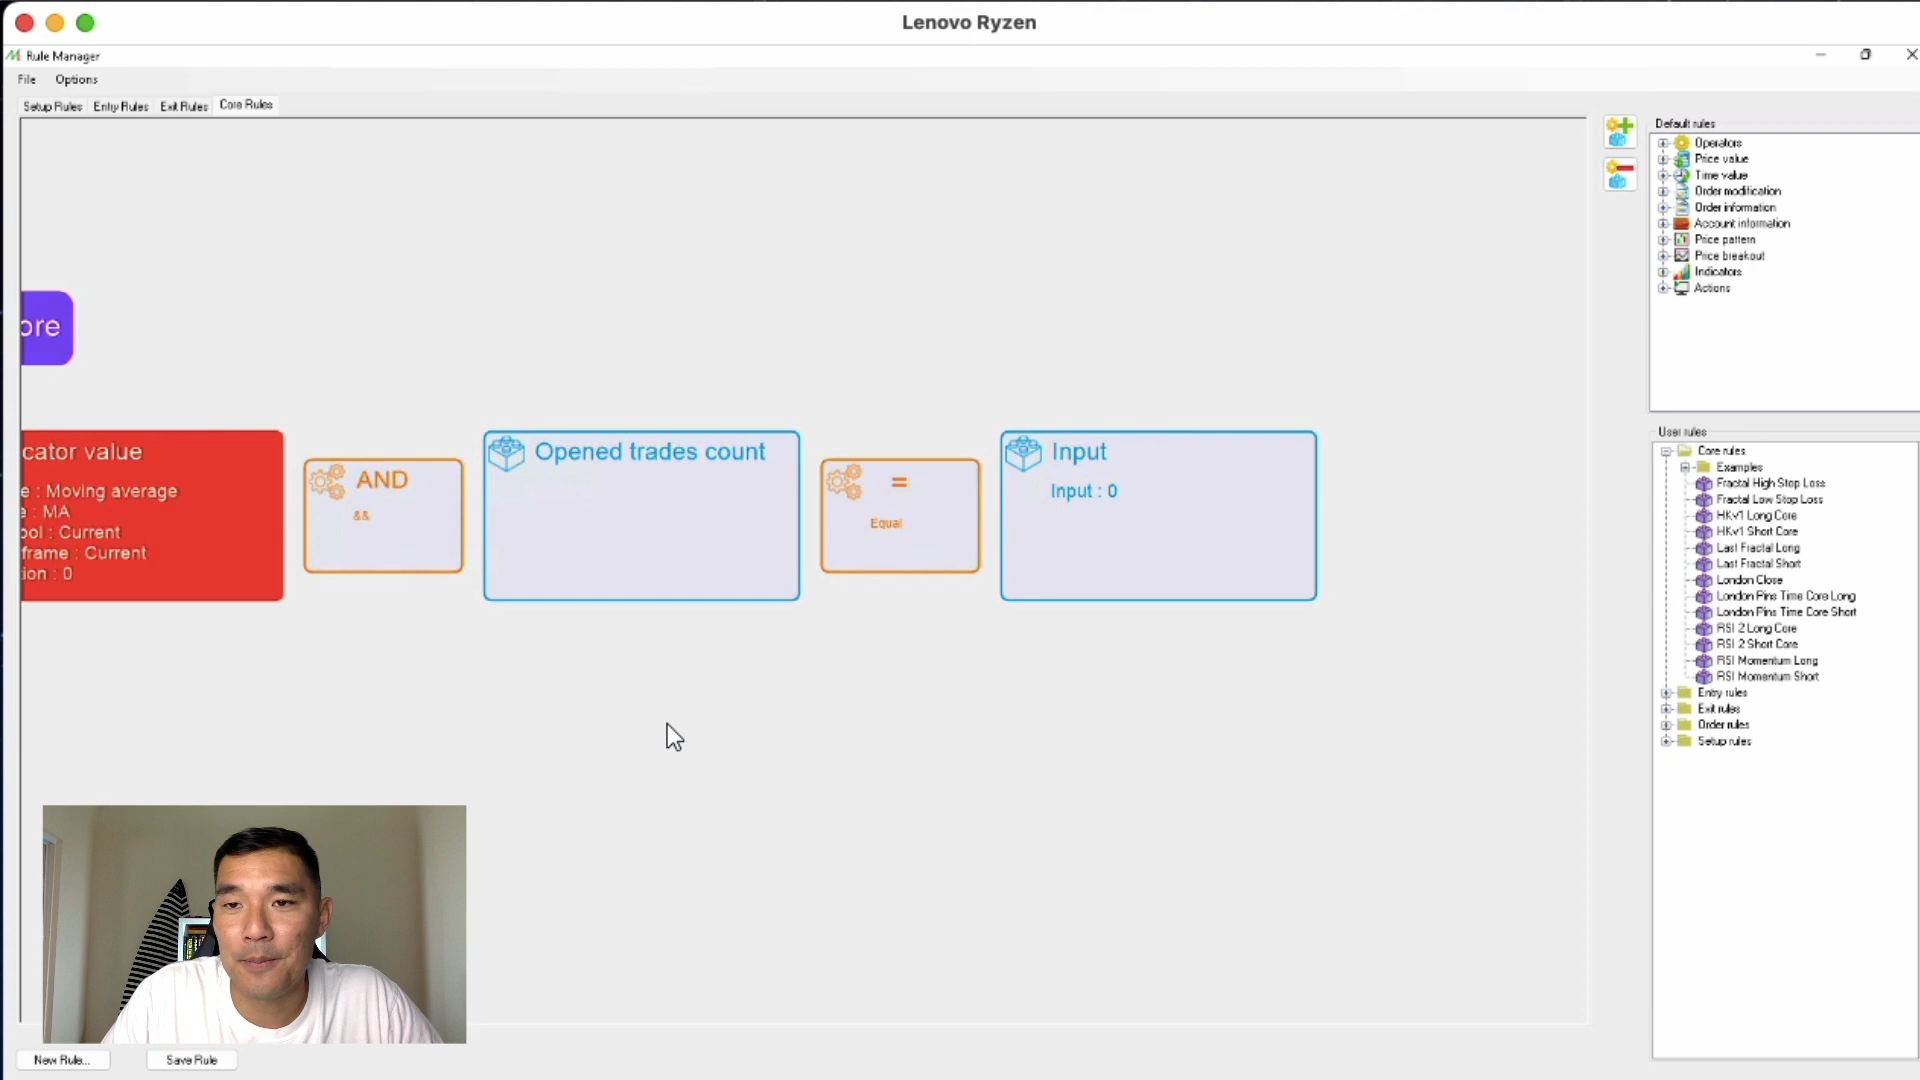 Lenovo Ryzen
Rule Manager
File Options
Setup Rules Entry Rules Exit Rules Core Rules
ore
cator value
e : Moving average
e : MA
ool : Current
frame : Current
ion : 0
AND
&&
Opened trades count
=
Equal
Input
Input : 0
Default rules
Operators
Price value
Time value
Order modification
Order information
Account information
Price pattern
Price breakout
Indicators
Actions
User rules
Core rules
Examples
Fractal High Stop Loss
Fractal Low Stop Loss
HKv1 Long Core
HKv1 Short Core
Last Fractal Long
Last Fractal Short
London Close
London Pins Time Core Long
London Pins Time Core Short
RSI 2 Long Core
RSI 2 Short Core
RSI Momentum Long
RSI Momentum Short
Entry rules
Exit rules
Order rules
Setup rules
New Rule...
Save Rule